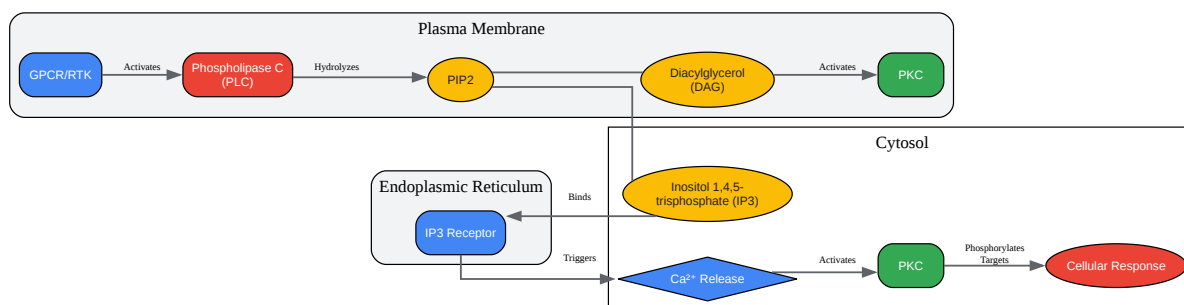 Plasma Membrane
GPCR/RTK
Activates
Phospholipase C
(PLC)
Hydrolyzes
PIP2
Diacylglycerol
(DAG)
Activates
PKC
Cytosol
Endoplasmic Reticulum
Inositol 1,4,5-
trisphosphate (IP3)
Binds
IP3 Receptor
Triggers
Ca²⁺ Release
Activates
PKC
Phosphorylates
Targets
Cellular Response